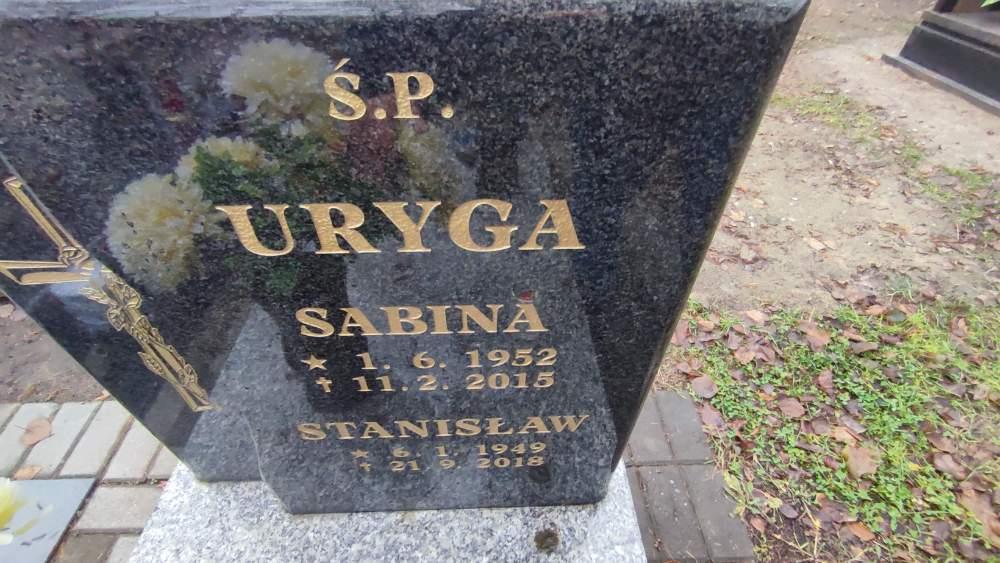 Ś.P.
URYGA
SABINA
★ 1. 6. 1952
✝ 11. 2. 2015
STANISŁAW
★ 6. 1. 1949
✝ 21. 9. 2018